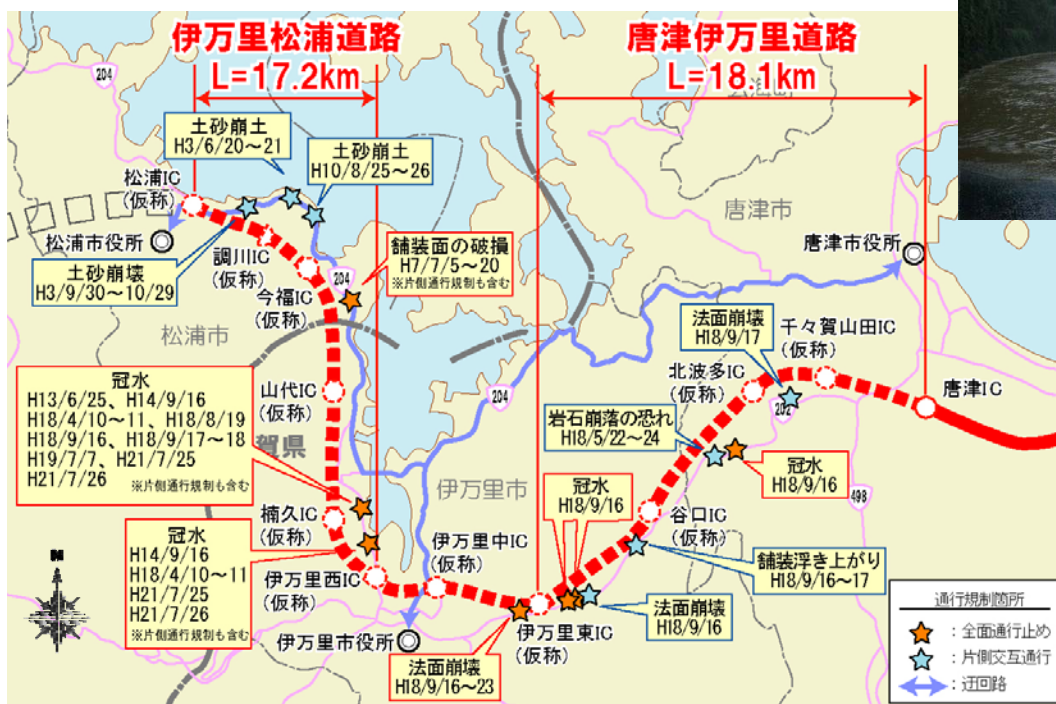 伊万里松浦道路
L=17.2km
唐津伊万里道路
L=18.1km
204
土砂崩土
H3/6/20～21
土砂崩土
H10/8/25～26
松浦IC
(仮称)
松浦市役所
調川IC
(仮称)
土砂崩壊
H3/9/30～10/29
今福IC
(仮称)
204
舗装面の破損
H7/7/5～20
※片側通行規制も含む
唐津市
唐津市役所
松浦市
法面崩壊
H18/9/17
千々賀山田IC
(仮称)
北波多IC
(仮称)
204
202
唐津IC
山代IC
(仮称)
冠水
H13/6/25、H14/9/16
H18/4/10～11、H18/8/19
H18/9/16、H18/9/17～18
H19/7/7、H21/7/25
H21/7/26
※片側通行規制も含む
賀県
岩石崩落の恐れ
H18/5/22～24
冠水
H18/9/16
伊万里市
冠水
H18/9/16
498
谷口IC
(仮称)
楠久IC
(仮称)
冠水
H14/9/16
H18/4/10～11
H21/7/25
H21/7/26
※片側通行規制も含む
伊万里西IC
(仮称)
伊万里中IC
(仮称)
舗装浮き上がり
H18/9/16～17
伊万里東IC
(仮称)
法面崩壊
H18/9/16
伊万里市役所
法面崩壊
H18/9/16～23
通行規制箇所
：全面通行止め
：片側交互通行
：迂回路